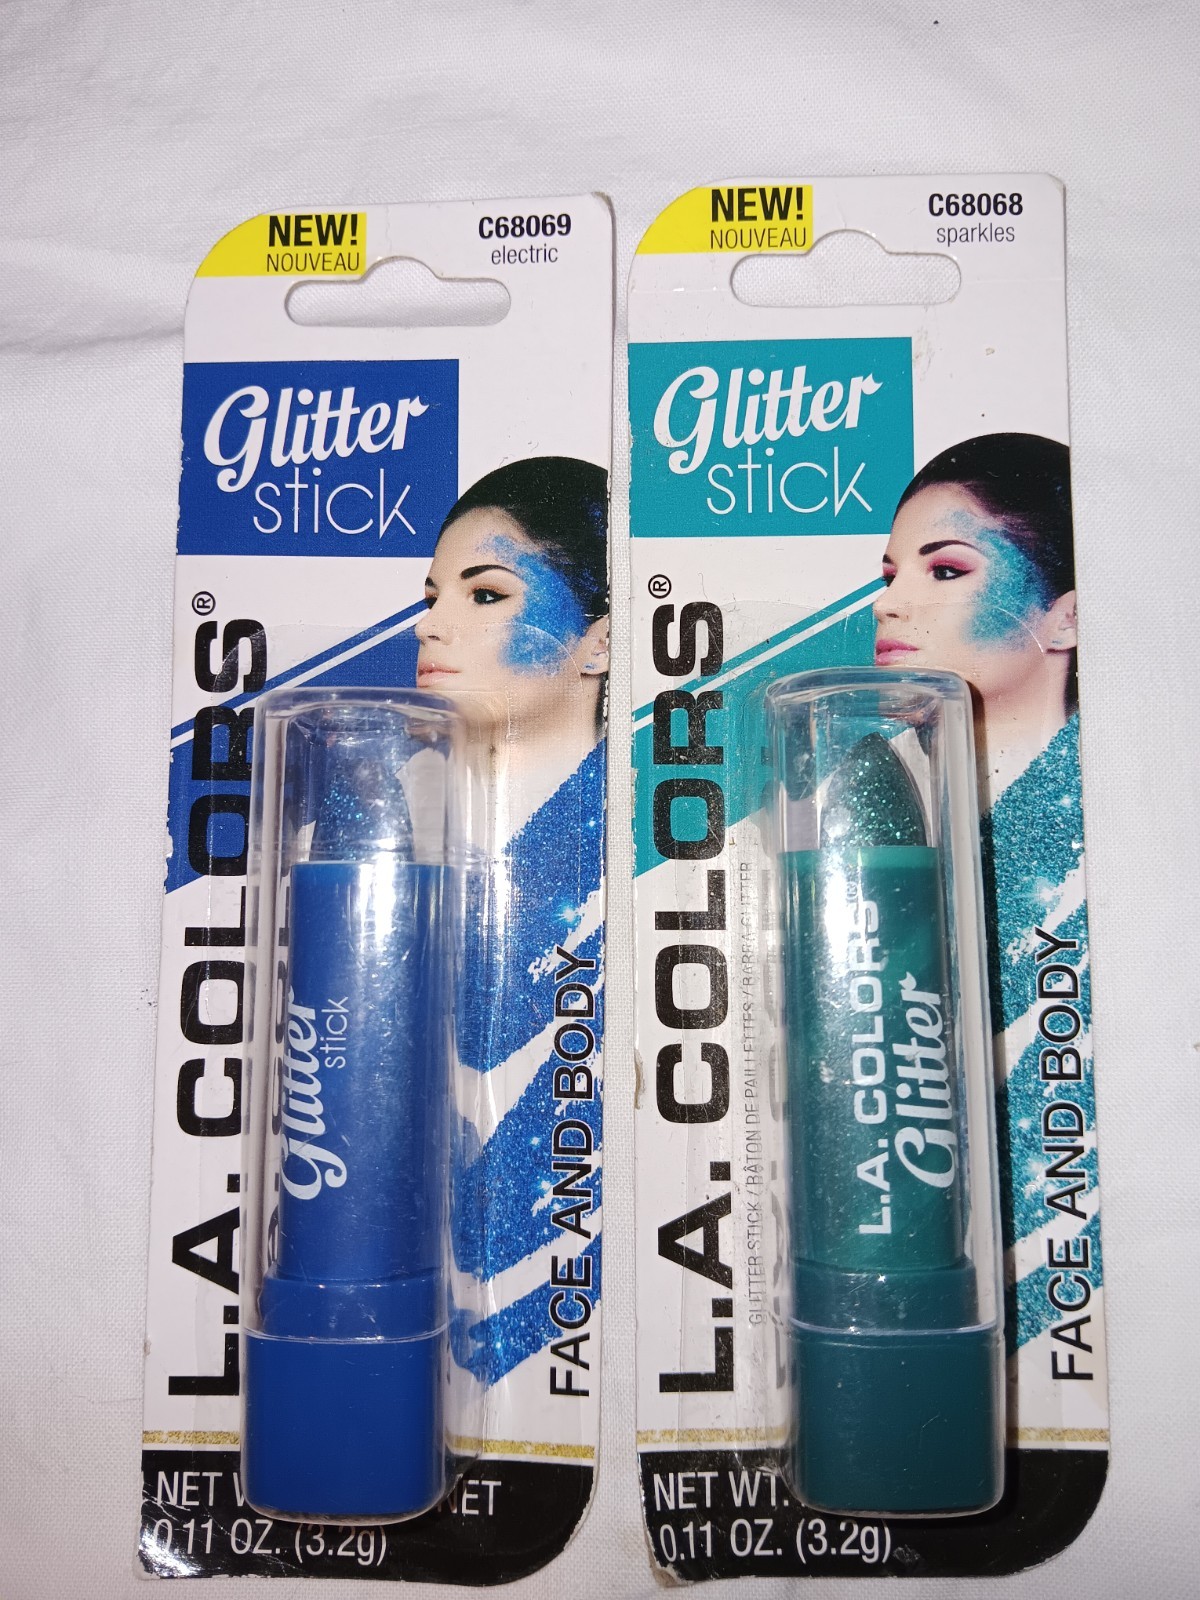 NEW!
NOUVEAU
C68069
electric
Glitter
stick
L.A. COLORS®
Glitter
stick
FACE AND BODY
NET
NET
0.11 OZ. (3.2g)
NEW!
NOUVEAU
C68068
sparkles
Glitter
stick
L.A. COLORS®
GLITTER STICK / BÂTON DE PAILLETTES / BARRA GLITTER
L.A. COLORS
Glitter
FACE AND BODY
NET WT.
0.11 OZ. (3.2g)